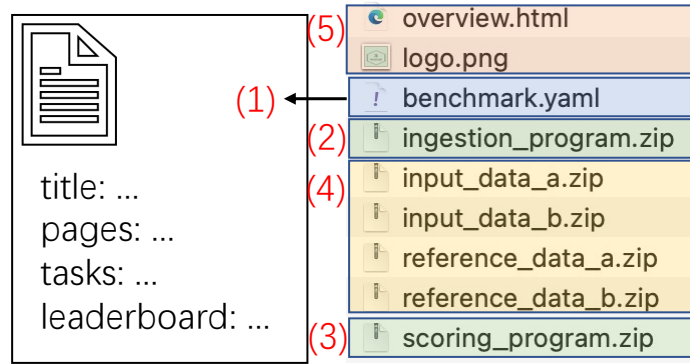 title: ...
pages: ...
tasks: ...
leaderboard: ...
(5) overview.html
logo.png
(1) benchmark.yaml
(2) ingestion_program.zip
(4) input_data_a.zip
input_data_b.zip
reference_data_a.zip
reference_data_b.zip
(3) scoring_program.zip